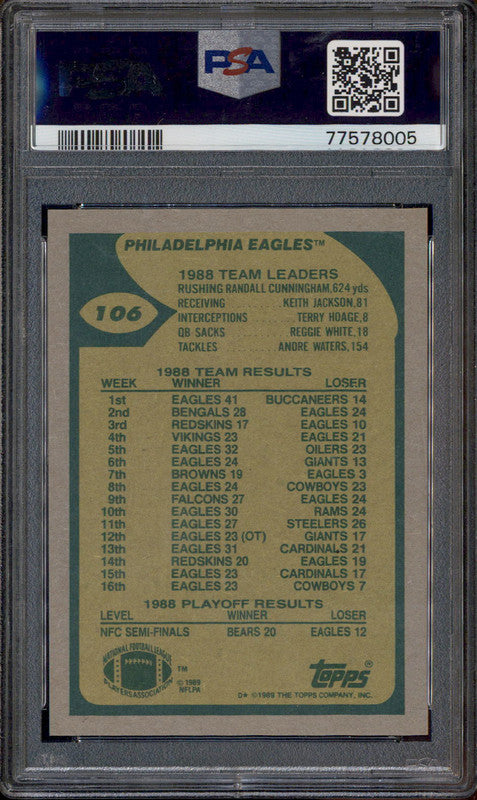 PSA
77578005
PHILADELPHIA EAGLES™
106
1988 TEAM LEADERS
RUSHING RANDALL CUNNINGHAM, 624 yds
RECEIVING ........ KEITH JACKSON, 81
INTERCEPTIONS ....... TERRY HOAGE, 8
QB SACKS ........ REGGIE WHITE, 18
TACKLES ........ ANDRE WATERS, 154
1988 TEAM RESULTS
WEEK WINNER LOSER
1st EAGLES 41 BUCCANEERS 14
2nd BENGALS 28 EAGLES 24
3rd REDSKINS 17 EAGLES 10
4th VIKINGS 23 EAGLES 21
5th EAGLES 32 OILERS 23
6th EAGLES 24 GIANTS 13
7th BROWNS 19 EAGLES 3
8th EAGLES 24 COWBOYS 23
9th FALCONS 27 EAGLES 24
10th EAGLES 30 RAMS 24
11th EAGLES 27 STEELERS 26
12th EAGLES 23 (OT) GIANTS 17
13th EAGLES 31 CARDINALS 21
14th REDSKINS 20 EAGLES 19
15th EAGLES 23 CARDINALS 17
16th EAGLES 23 COWBOYS 7
1988 PLAYOFF RESULTS
LEVEL WINNER LOSER
NFC SEMI-FINALS BEARS 20 EAGLES 12
NATIONAL FOOTBALL LEAGUE
PLAYERS ASSOCIATION
™
©1989
NFLPA
TOPPS®
D★ ©1989 THE TOPPS COMPANY, INC.